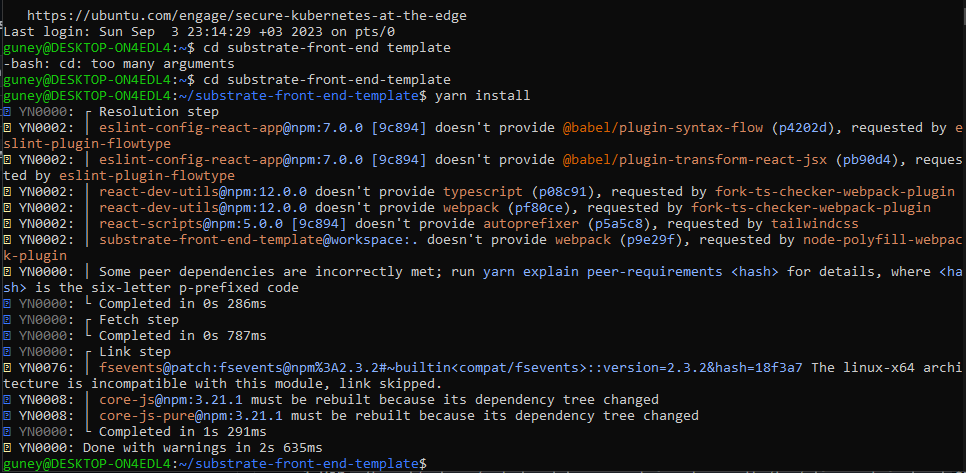 https://ubuntu.com/engage/secure-kubernetes-at-the-edge
Last login: Sun Sep  3 23:14:29 +03 2023 on pts/0
guney@DESKTOP-ON4EDL4:~$ cd substrate-front-end template
-bash: cd: too many arguments
guney@DESKTOP-ON4EDL4:~$ cd substrate-front-end-template
guney@DESKTOP-ON4EDL4:~/substrate-front-end-template$ yarn install
YN0000: ┌ Resolution step
YN0002: │ eslint-config-react-app@npm:7.0.0 [9c894] doesn't provide @babel/plugin-syntax-flow (p4202d), requested by e
slint-plugin-flowtype
YN0002: │ eslint-config-react-app@npm:7.0.0 [9c894] doesn't provide @babel/plugin-transform-react-jsx (pb90d4), reques
ted by eslint-plugin-flowtype
YN0002: │ react-dev-utils@npm:12.0.0 doesn't provide typescript (p08c91), requested by fork-ts-checker-webpack-plugin
YN0002: │ react-dev-utils@npm:12.0.0 doesn't provide webpack (pf80ce), requested by fork-ts-checker-webpack-plugin
YN0002: │ react-scripts@npm:5.0.0 [9c894] doesn't provide autoprefixer (p5a5c8), requested by tailwindcss
YN0002: │ substrate-front-end-template@workspace:. doesn't provide webpack (p9e29f), requested by node-polyfill-webpac
k-plugin
YN0000: │ Some peer dependencies are incorrectly met; run yarn explain peer-requirements <hash> for details, where <ha
sh> is the six-letter p-prefixed code
YN0000: └ Completed in 0s 286ms
YN0000: ┌ Fetch step
YN0000: └ Completed in 0s 787ms
YN0000: ┌ Link step
YN0076: │ fsevents@patch:fsevents@npm%3A2.3.2#~builtin<compat/fsevents>::version=2.3.2&hash=18f3a7 The linux-x64 archi
tecture is incompatible with this module, link skipped.
YN0008: │ core-js@npm:3.21.1 must be rebuilt because its dependency tree changed
YN0008: │ core-js-pure@npm:3.21.1 must be rebuilt because its dependency tree changed
YN0000: └ Completed in 1s 291ms
YN0000: Done with warnings in 2s 635ms
guney@DESKTOP-ON4EDL4:~/substrate-front-end-template$